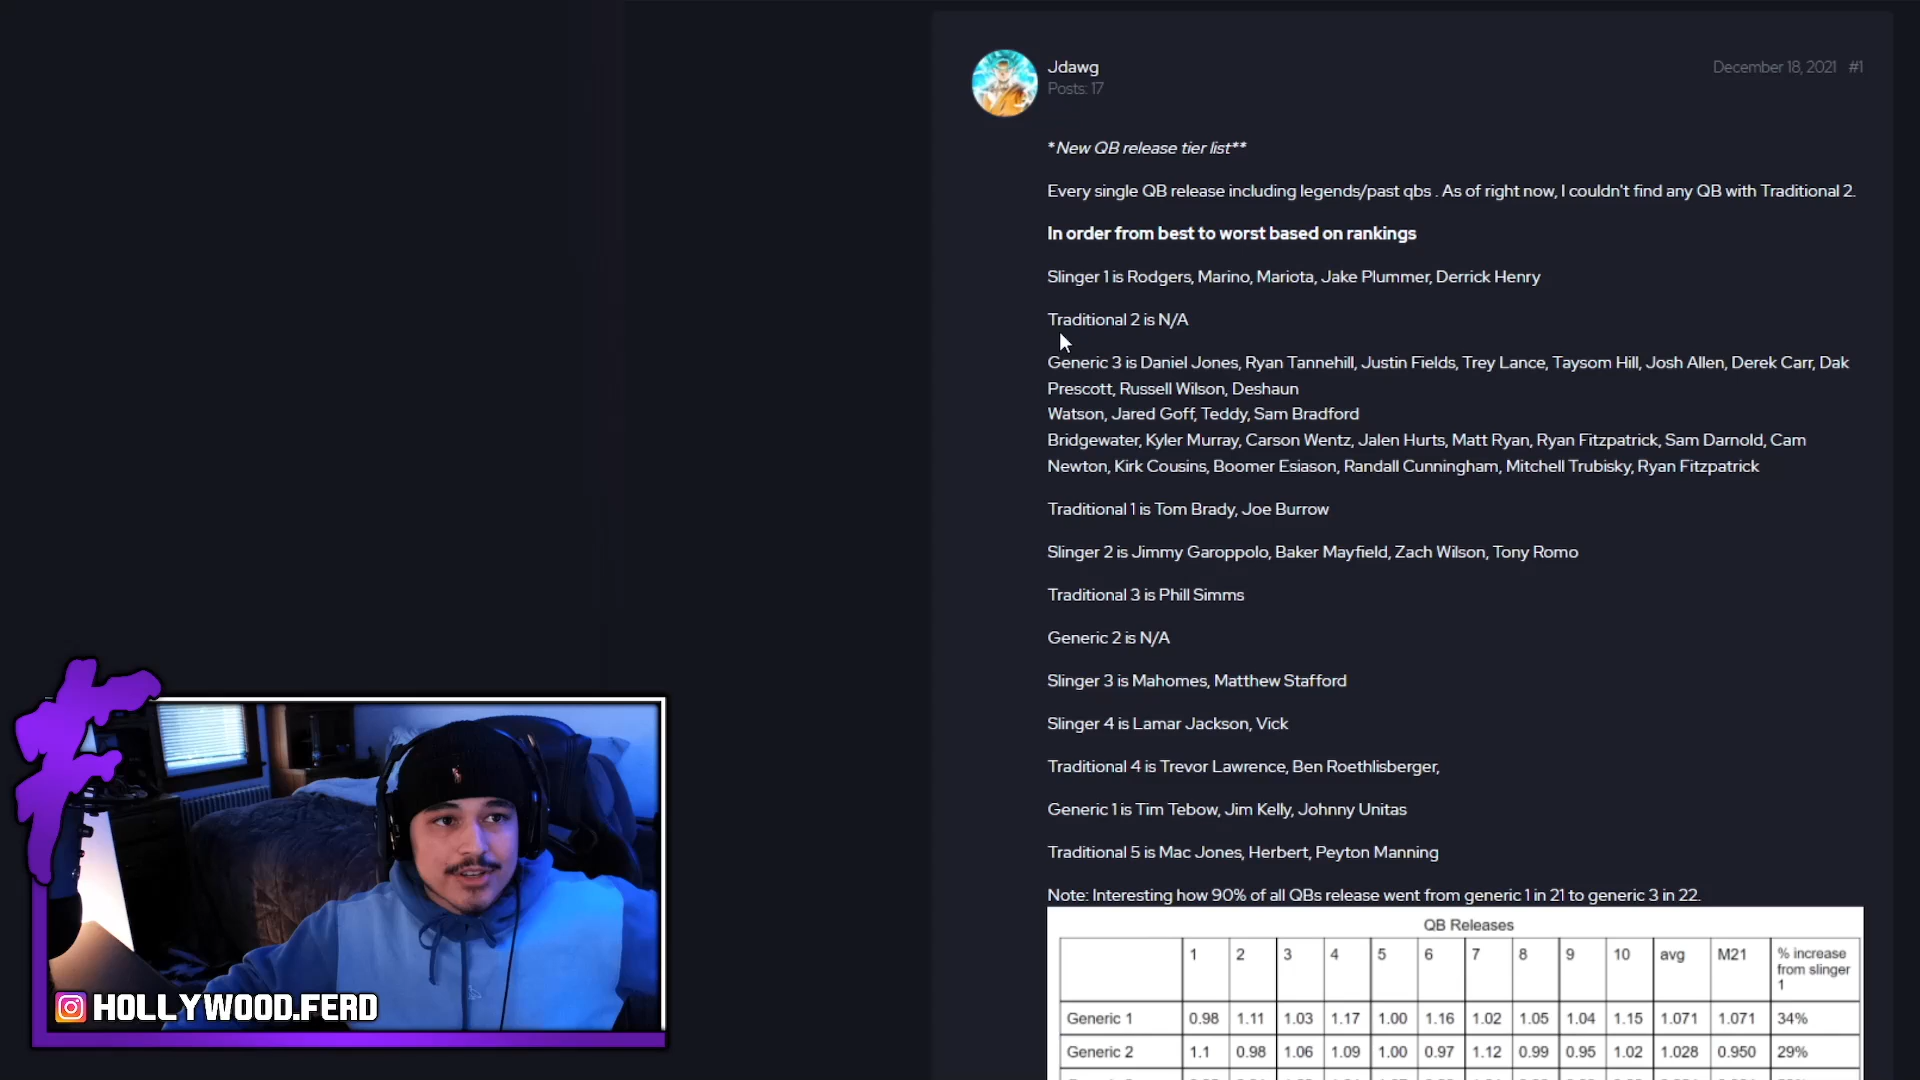 Jdawg
December 18, 2021 #1
Posts: 17
*New QB release tier list**
Every single QB release including legends/past qbs . As of right now, I couldn't find any QB with Traditional 2.
In order from best to worst based on rankings
Slinger 1 is Rodgers, Marino, Mariota, Jake Plummer, Derrick Henry
Traditional 2 is N/A
Generic 3 is Daniel Jones, Ryan Tannehill, Justin Fields, Trey Lance, Taysom Hill, Josh Allen, Derek Carr, Dak
Prescott, Russell Wilson, Deshaun
Watson, Jared Goff, Teddy, Sam Bradford
Bridgewater, Kyler Murray, Carson Wentz, Jalen Hurts, Matt Ryan, Ryan Fitzpatrick, Sam Darnold, Cam
Newton, Kirk Cousins, Boomer Esiason, Randall Cunningham, Mitchell Trubisky, Ryan Fitzpatrick
Traditional 1 is Tom Brady, Joe Burrow
Slinger 2 is Jimmy Garoppolo, Baker Mayfield, Zach Wilson, Tony Romo
Traditional 3 is Phill Simms
Generic 2 is N/A
Slinger 3 is Mahomes, Matthew Stafford
Slinger 4 is Lamar Jackson, Vick
Traditional 4 is Trevor Lawrence, Ben Roethlisberger,
Generic 1 is Tim Tebow, Jim Kelly, Johnny Unitas
Traditional 5 is Mac Jones, Herbert, Peyton Manning
Note: Interesting how 90% of all QBs release went from generic 1 in 21 to generic 3 in 22.
QB Releases
1 2 3 4 5 6 7 8 9 10 avg M21 % increase
from slinger
1
Generic 1 0.98 1.11 1.03 1.17 1.00 1.16 1.02 1.05 1.04 1.15 1.071 1.071 34%
Generic 2 1.1 0.98 1.06 1.09 1.00 0.97 1.12 0.99 0.95 1.02 1.028 0.950 29%
HOLLYWOOD.FERD